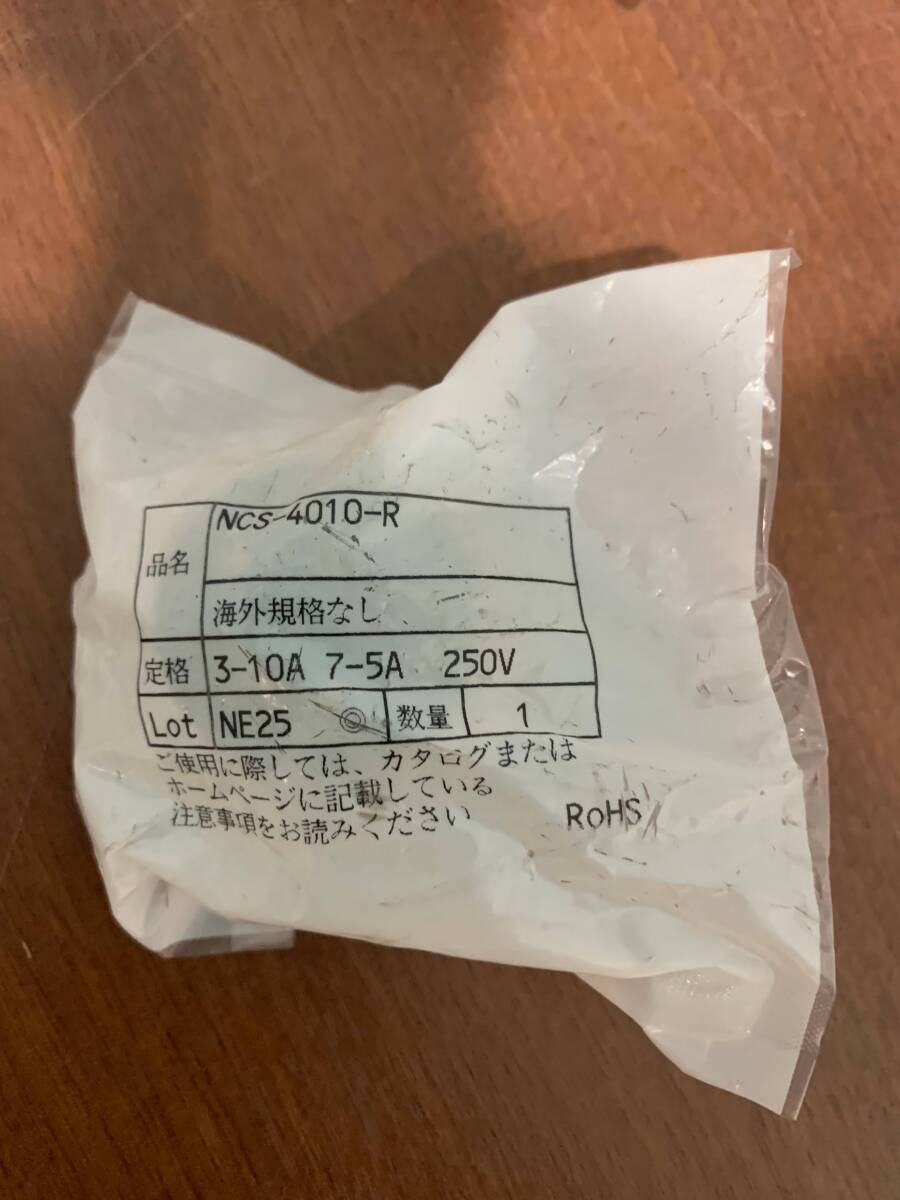 品名
NCS-4010-R
海外規格なし
定格 3-10A 7-5A 250V
Lot NE25 ◎ 数量 1
ご使用に際しては、カタログまたは
ホームページに記載している
注意事項をお読みください
RoHS